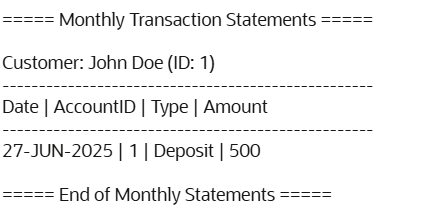 ===== Monthly Transaction Statements =====
Customer: John Doe (ID: 1)
---------------------------------------------------
Date | AccountID | Type | Amount
---------------------------------------------------
27-JUN-2025 | 1 | Deposit | 500
===== End of Monthly Statements =====